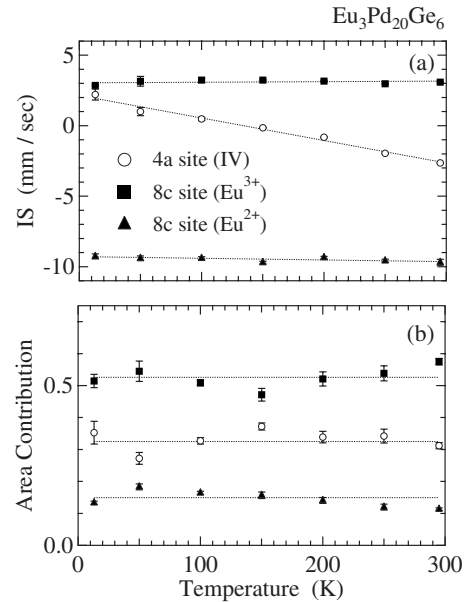 Eu₃Pd₂₀Ge₆
5
(a)
0
IS (mm / sec)
4a site (IV)
8c site (Eu³⁺)
-5
8c site (Eu²⁺)
-10
(b)
0.5
Area Contribution
0.0
0 100 200 300
Temperature (K)